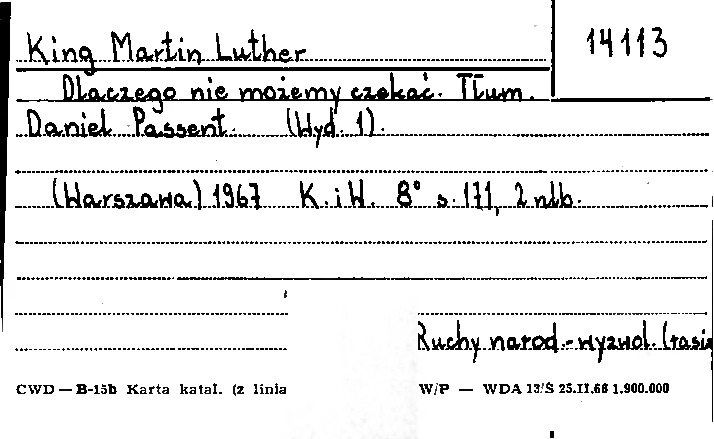 King Martin Luther
14113
Dlaczego nie możemy czekać. Tłum.
Daniel Passent. (Wyd. 1).
(Warszawa) 1967 K. i W. 8° s. 171, 2 nlb.
Ruchy narod.-wyzwol. (rasi
CWD — B-15b Karta katal. (z linia W/P — WDA 13/S 25.II.66 1.900.000